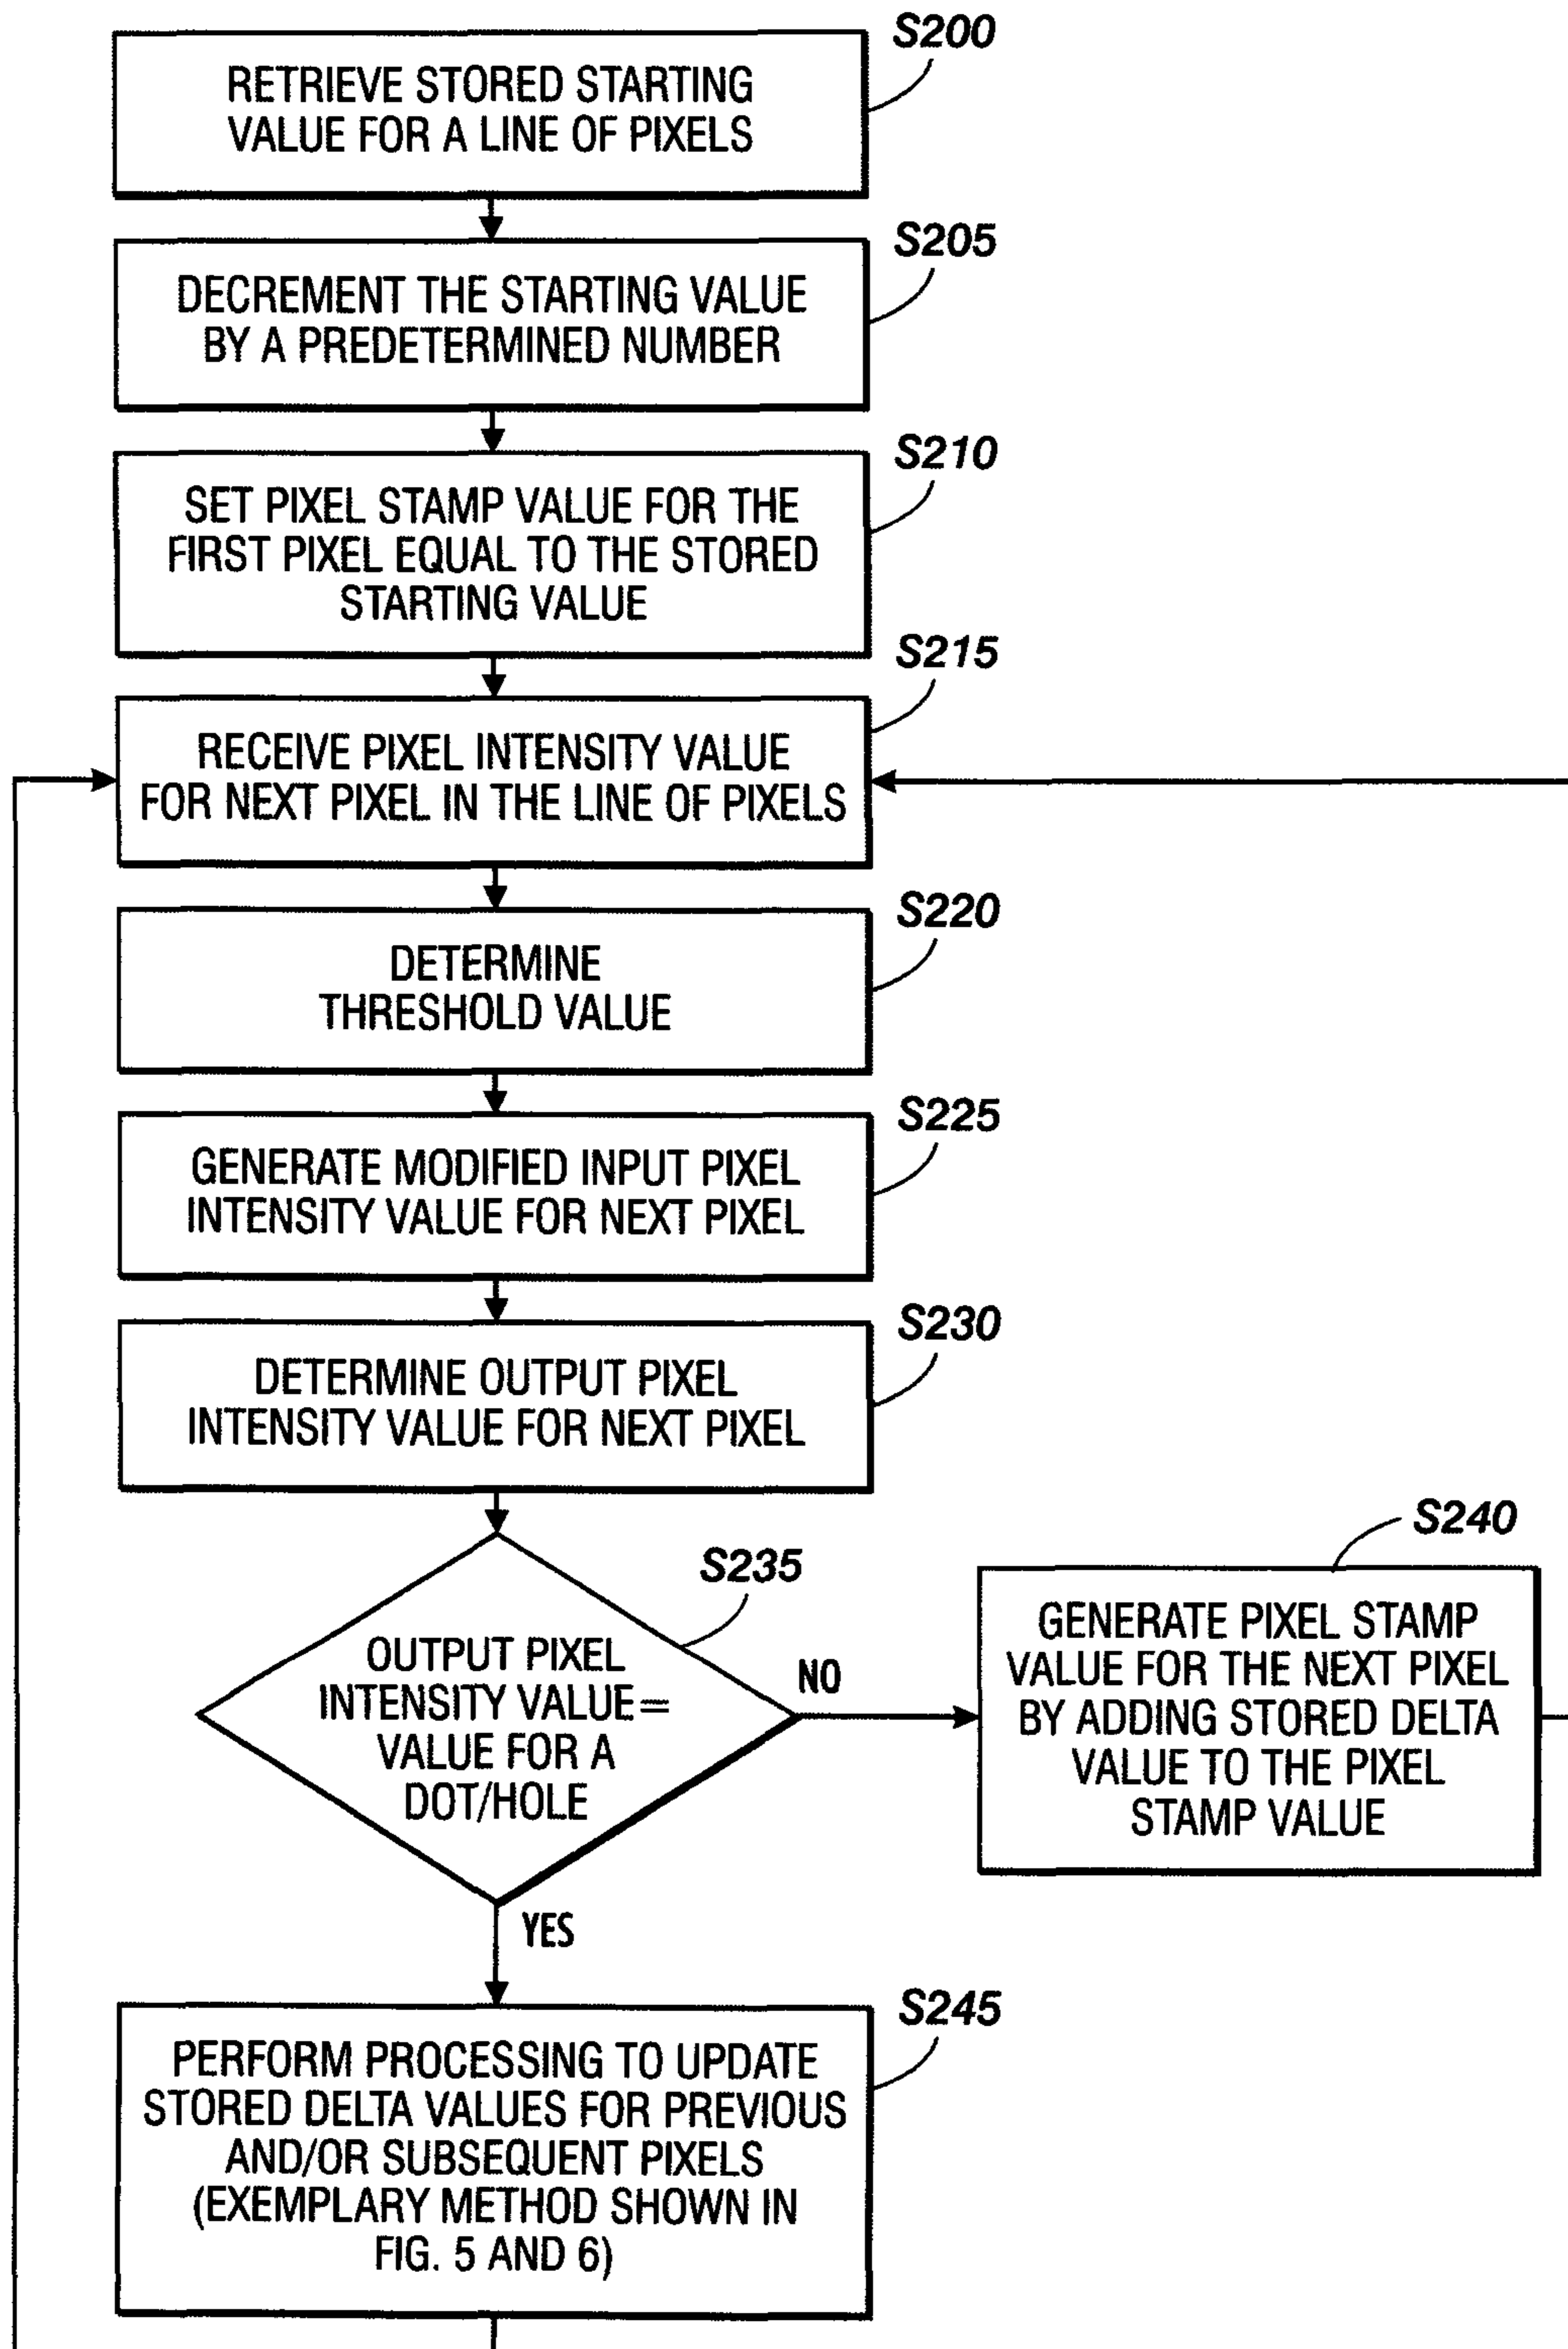 S200
RETRIEVE STORED STARTING
VALUE FOR A LINE OF PIXELS
S205
DECREMENT THE STARTING VALUE
BY A PREDETERMINED NUMBER
S210
SET PIXEL STAMP VALUE FOR THE
FIRST PIXEL EQUAL TO THE STORED
STARTING VALUE
S215
RECEIVE PIXEL INTENSITY VALUE
FOR NEXT PIXEL IN THE LINE OF PIXELS
S220
DETERMINE
THRESHOLD VALUE
S225
GENERATE MODIFIED INPUT PIXEL
INTENSITY VALUE FOR NEXT PIXEL
S230
DETERMINE OUTPUT PIXEL
INTENSITY VALUE FOR NEXT PIXEL
S235
OUTPUT PIXEL
INTENSITY VALUE=
VALUE FOR A
DOT/HOLE
NO
S240
GENERATE PIXEL STAMP
VALUE FOR THE NEXT PIXEL
BY ADDING STORED DELTA
VALUE TO THE PIXEL
STAMP VALUE
YES
S245
PERFORM PROCESSING TO UPDATE
STORED DELTA VALUES FOR PREVIOUS
AND/OR SUBSEQUENT PIXELS
(EXEMPLARY METHOD SHOWN IN
FIG. 5 AND 6)